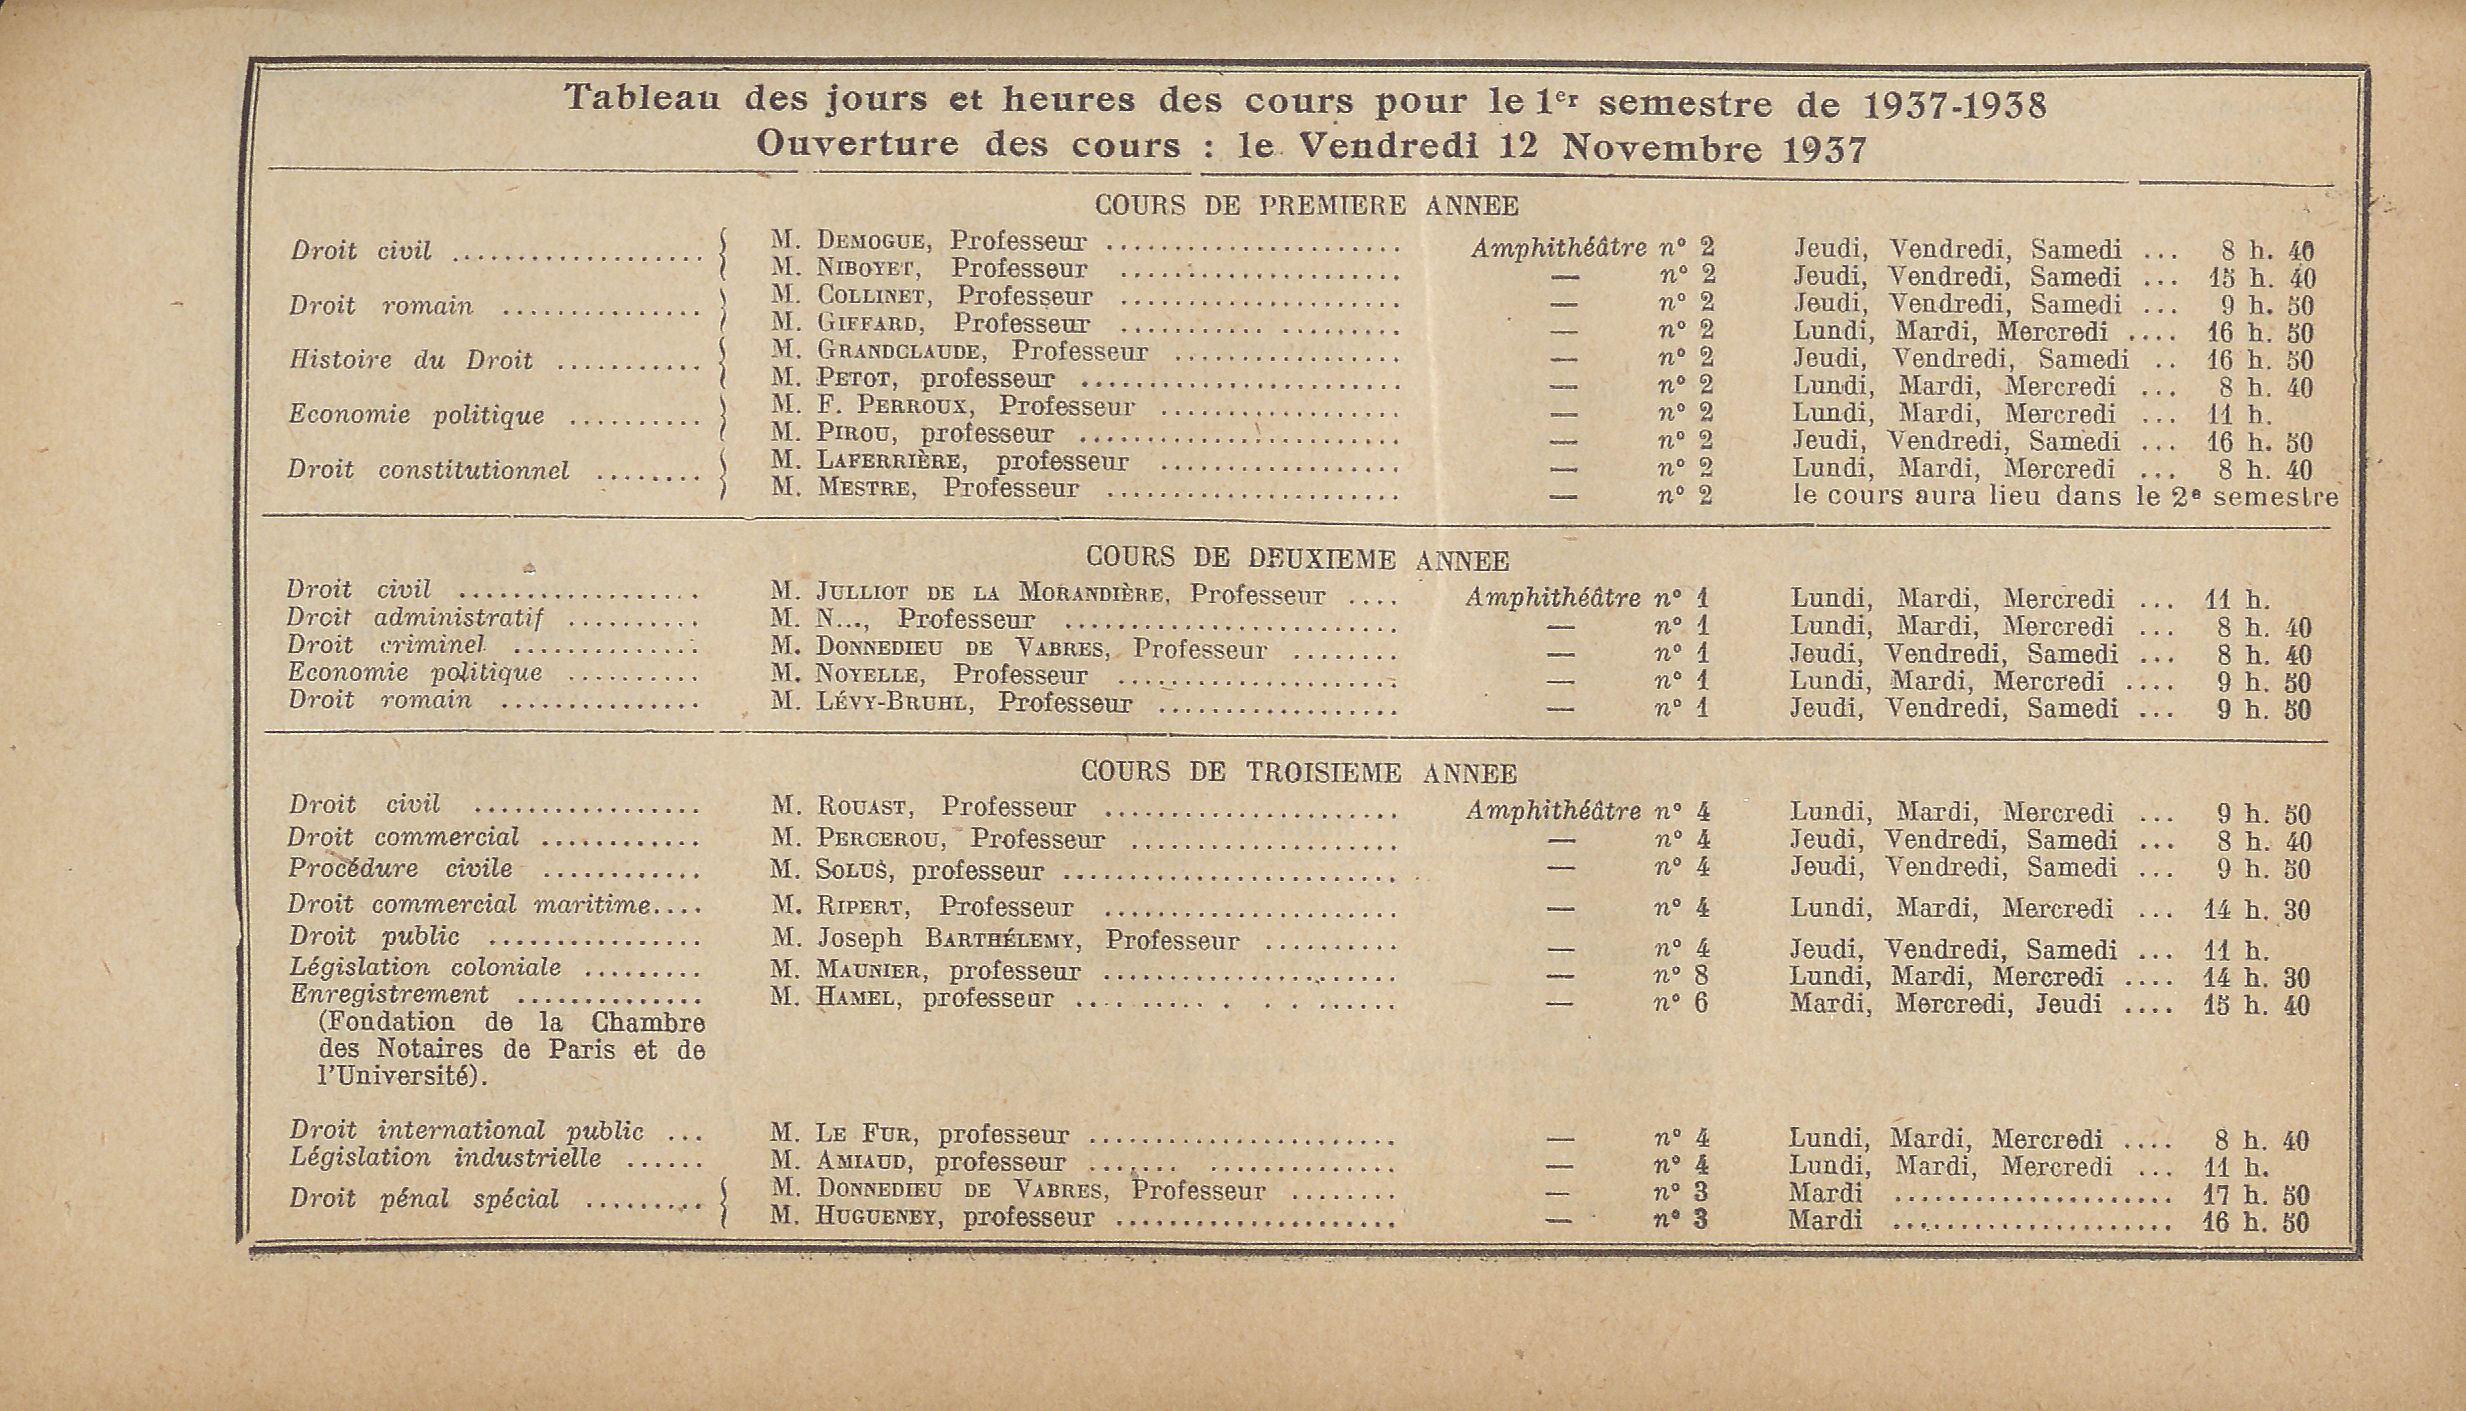 Tableau des jours et heures des cours pour le 1er semestre de 1937-1938
Ouverture des cours : le Vendredi 12 Novembre 1937
COURS DE PREMIERE ANNEE
Droit civil ................... { M. DEMOGUE, Professeur ...................... Amphithéâtre n° 2 Jeudi, Vendredi, Samedi ... 8 h. 40
M. NIBOYET, Professeur ..................... — n° 2 Jeudi, Vendredi, Samedi ... 15 h. 40
Droit romain ............... { M. COLLINET, Professeur ..................... — n° 2 Jeudi, Vendredi, Samedi ... 9 h. 50
M. GIFFARD, Professeur .......... ......... — n° 2 Lundi, Mardi, Mercredi .... 16 h. 50
Histoire du Droit ........... { M. GRANDCLAUDE, Professeur ................. — n° 2 Jeudi, Vendredi, Samedi .. 16 h. 50
M. PETOT, professeur ........................ — n° 2 Lundi, Mardi, Mercredi ... 8 h. 40
Economie politique .......... { M. F. PERROUX, Professeur .................. — n° 2 Lundi, Mardi, Mercredi ... 11 h.
M. PIROU, professeur ........................ — n° 2 Jeudi, Vendredi, Samedi ... 16 h. 50
Droit constitutionnel ........ { M. LAFERRIÈRE, professeur .................. — n° 2 Lundi, Mardi, Mercredi ... 8 h. 40
M. MESTRE, Professeur ...................... — n° 2 le cours aura lieu dans le 2e semestre
COURS DE DEUXIEME ANNEE
Droit civil .................. M. JULLIOT DE LA MORANDIÈRE, Professeur .... Amphithéâtre n° 1 Lundi, Mardi, Mercredi ... 11 h.
Droit administratif .......... M. N..., Professeur ......................... — n° 1 Lundi, Mardi, Mercredi ... 8 h. 40
Droit criminel .............. M. DONNEDIEU DE VABRES, Professeur ........ — n° 1 Jeudi, Vendredi, Samedi ... 8 h. 40
Economie politique .......... M. NOYELLE, Professeur ..................... — n° 1 Lundi, Mardi, Mercredi .... 9 h. 50
Droit romain ............... M. LÉVY-BRUHL, Professeur .................. — n° 1 Jeudi, Vendredi, Samedi ... 9 h. 50
COURS DE TROISIEME ANNEE
Droit civil ................. M. ROUAST, Professeur ...................... Amphithéâtre n° 4 Lundi, Mardi, Mercredi ... 9 h. 50
Droit commercial ............ M. PERCEROU, Professeur .................... — n° 4 Jeudi, Vendredi, Samedi ... 8 h. 40
Procédure civile ............ M. SOLUS, professeur ......................... — n° 4 Jeudi, Vendredi, Samedi ... 9 h. 50
Droit commercial maritime.... M. RIPERT, Professeur ...................... — n° 4 Lundi, Mardi, Mercredi ... 14 h. 30
Droit public ................ M. Joseph BARTHÉLEMY, Professeur .......... — n° 4 Jeudi, Vendredi, Samedi ... 11 h.
Législation coloniale ......... M. MAUNIER, professeur ...................... — n° 8 Lundi, Mardi, Mercredi .... 14 h. 30
Enregistrement .............. M. HAMEL, professeur ............ . . . ...... — n° 6 Mardi, Mercredi, Jeudi .... 15 h. 40
(Fondation de la Chambre
des Notaires de Paris et de
l'Université).
Droit international public ... M. LE FUR, professeur ....................... — n° 4 Lundi, Mardi, Mercredi .... 8 h. 40
Législation industrielle ...... M. AMIAUD, professeur ....... .............. — n° 4 Lundi, Mardi, Mercredi ... 11 h.
Droit pénal spécial ......... { M. DONNEDIEU DE VABRES, Professeur ........ — n° 3 Mardi ..................... 17 h. 50
M. HUGUENEY, professeur ..................... — n° 3 Mardi ..................... 16 h. 50